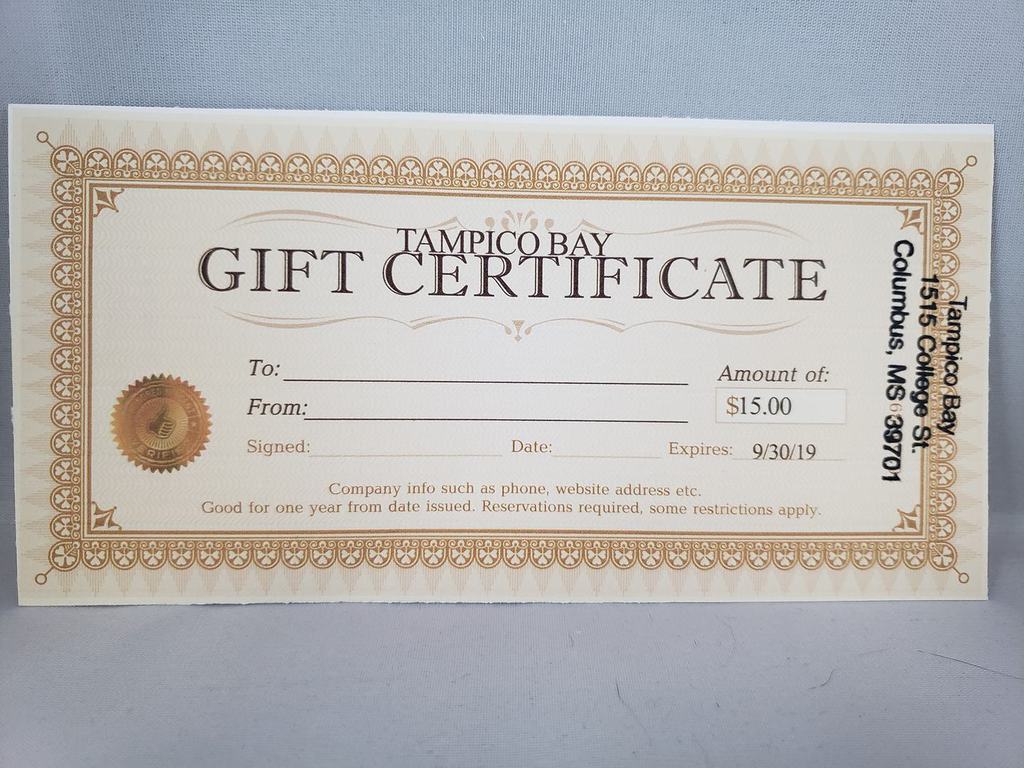 TAMPICO BAY
GIFT CERTIFICATE
To:
From:
Amount of:
$15.00
Signed:
Date:
Expires: 9/30/19
Company info such as phone, website address etc.
Good for one year from date issued. Reservations required, some restrictions apply.
Tampico Bay
1515 College St.
Columbus, MS 39701